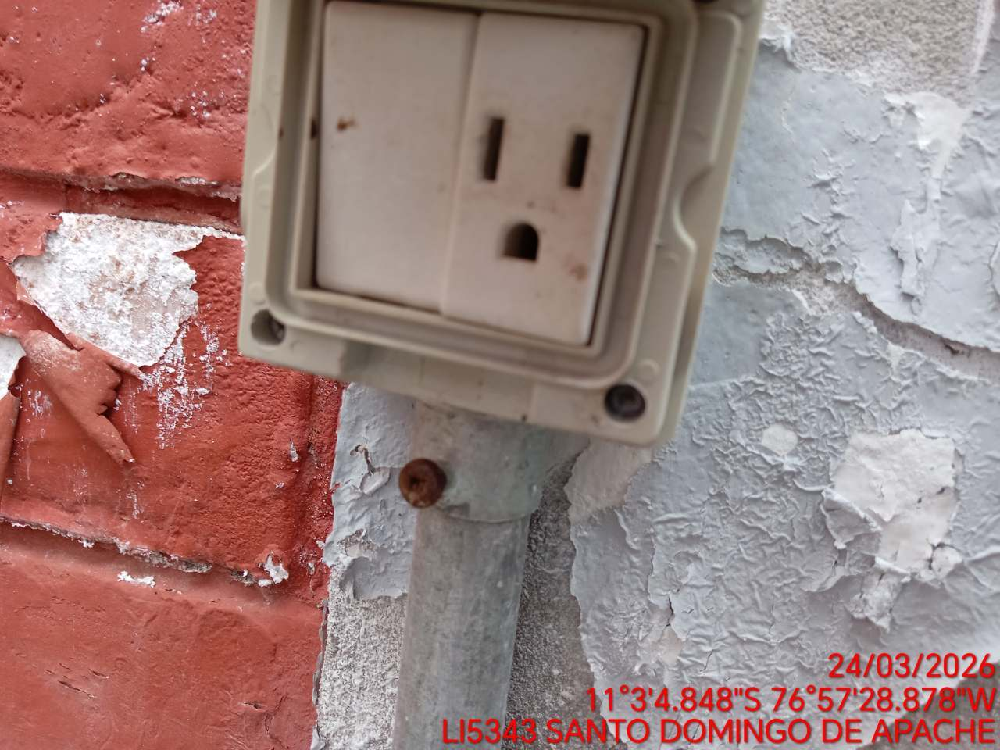 24/03/2026
11°3'4.848"S 76°57'28.878"W
LI5343 SANTO DOMINGO DE APACHE